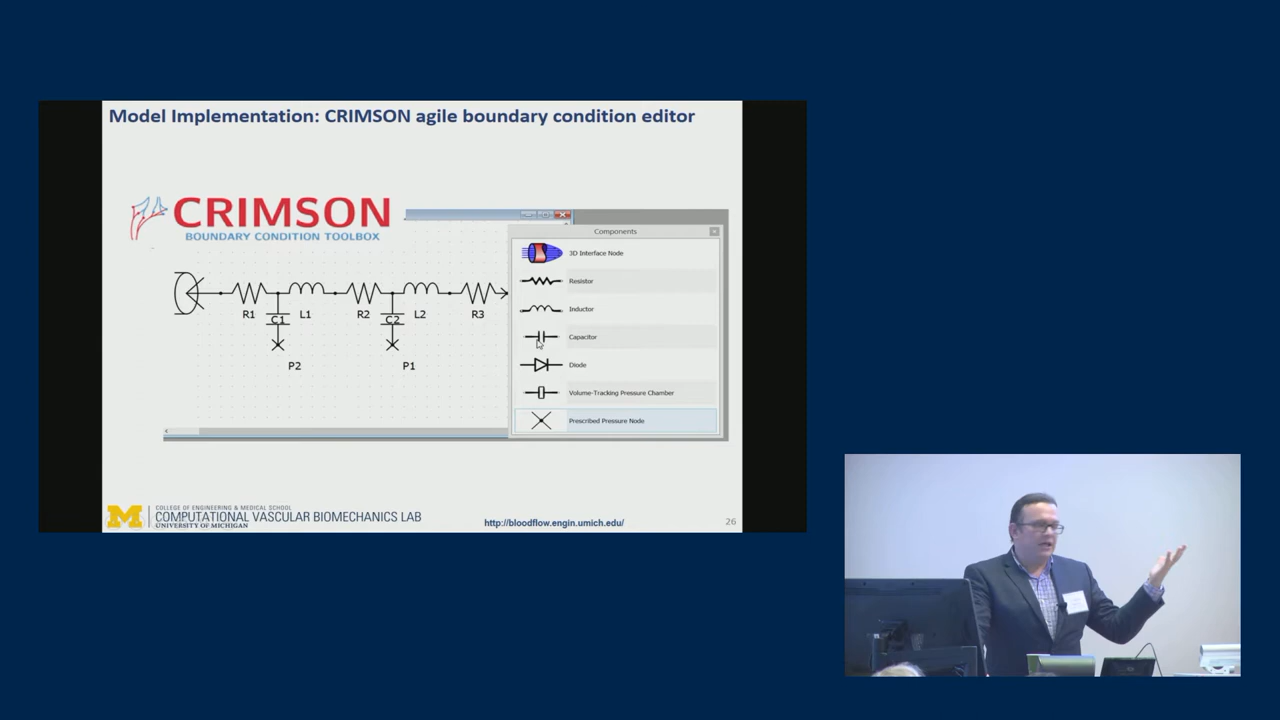 Model Implementation: CRIMSON agile boundary condition editor
CRIMSON
BOUNDARY CONDITION TOOLBOX
Components
3D Interface Node
Resistor
Inductor
Capacitor
Diode
Volume-Tracking Pressure Chamber
Prescribed Pressure Node
R1
C1
L1
R2
C2
L2
R3
P2
P1
M
COLLEGE OF ENGINEERING & MEDICAL SCHOOL
COMPUTATIONAL VASCULAR BIOMECHANICS LAB
UNIVERSITY OF MICHIGAN
http://bloodflow.engin.umich.edu/
26